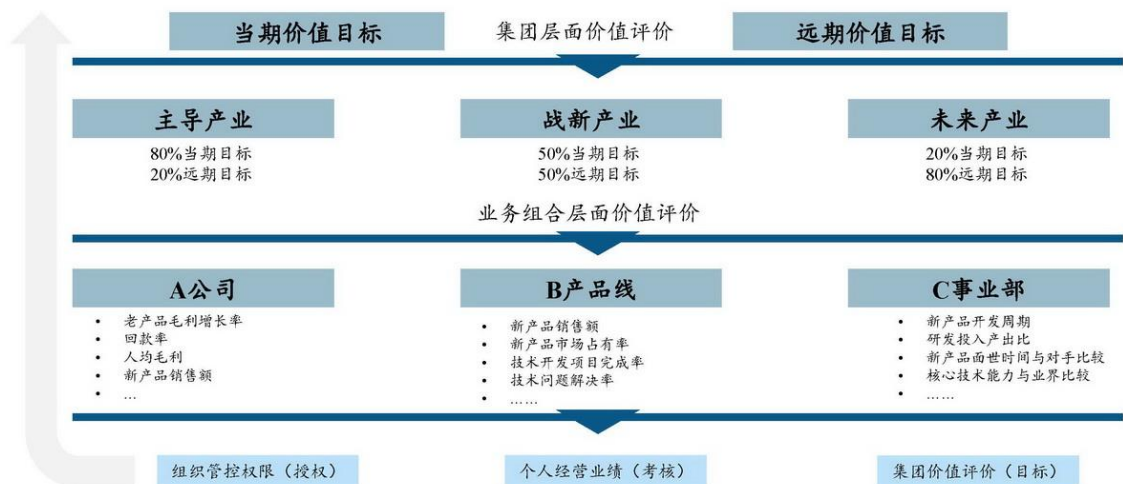 当期价值目标
集团层面价值评价
远期价值目标
主导产业
80%当期目标
20%远期目标
战新产业
50%当期目标
50%远期目标
未来产业
20%当期目标
80%远期目标
业务组合层面价值评价
A公司
• 老产品毛利增长率
• 回款率
• 人均毛利
• 新产品销售额
• …
B产品线
• 新产品销售额
• 新产品市场占有率
• 技术开发项目完成率
• 技术问题解决率
• ……
C事业部
• 新产品开发周期
• 研发投入产出比
• 新产品面世时间与对手比较
• 核心技术能力与业界比较
• ……
组织管控权限（授权）
个人经营业绩（考核）
集团价值评价（目标）